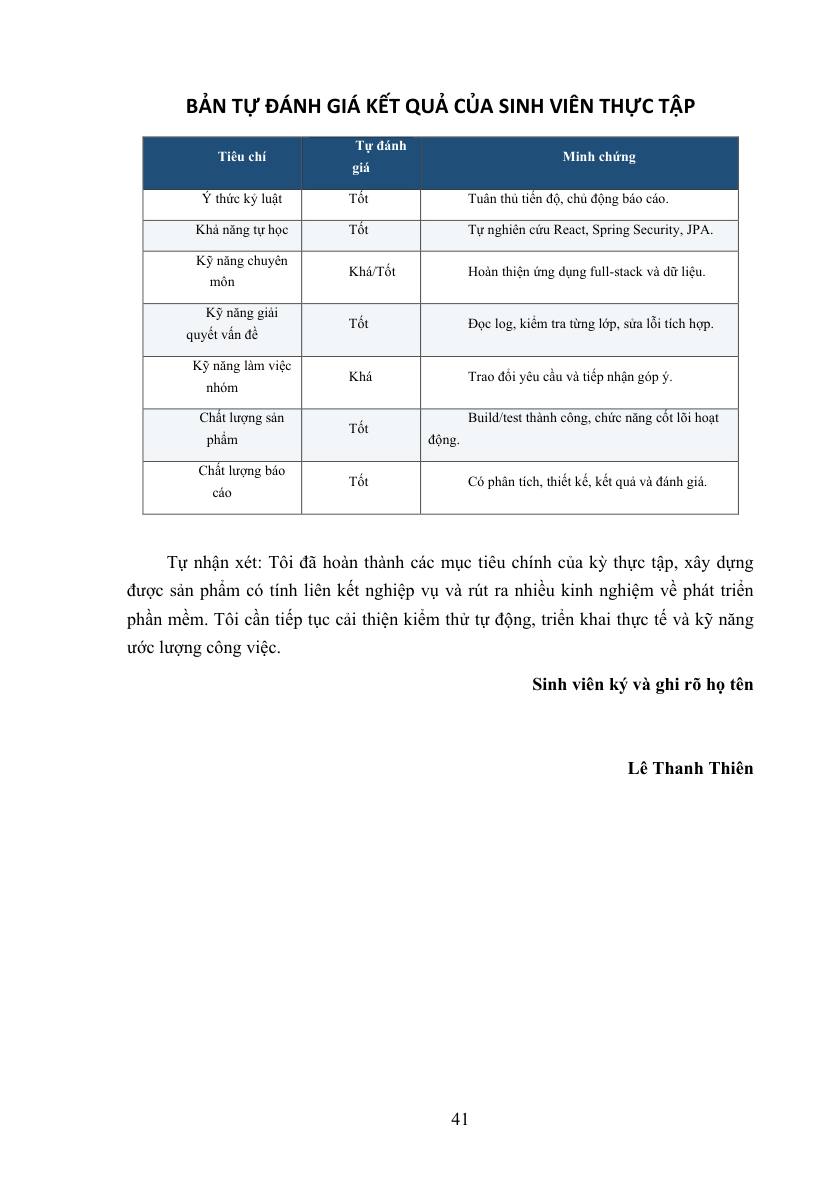 BẢN TỰ ĐÁNH GIÁ KẾT QUẢ CỦA SINH VIÊN THỰC TẬP
Tiêu chí
Tự đánh
giá
Minh chứng
Ý thức kỷ luật
Tốt
Tuân thủ tiến độ, chủ động báo cáo.
Khả năng tự học
Tốt
Tự nghiên cứu React, Spring Security, JPA.
Kỹ năng chuyên
môn
Khá/Tốt
Hoàn thiện ứng dụng full-stack và dữ liệu.
Kỹ năng giải
quyết vấn đề
Tốt
Đọc log, kiểm tra từng lớp, sửa lỗi tích hợp.
Kỹ năng làm việc
nhóm
Khá
Trao đổi yêu cầu và tiếp nhận góp ý.
Chất lượng sản
phẩm
Tốt
Build/test thành công, chức năng cốt lõi hoạt
động.
Chất lượng báo
cáo
Tốt
Có phân tích, thiết kế, kết quả và đánh giá.
Tự nhận xét: Tôi đã hoàn thành các mục tiêu chính của kỳ thực tập, xây dựng
được sản phẩm có tính liên kết nghiệp vụ và rút ra nhiều kinh nghiệm về phát triển
phần mềm. Tôi cần tiếp tục cải thiện kiểm thử tự động, triển khai thực tế và kỹ năng
ước lượng công việc.
Sinh viên ký và ghi rõ họ tên
Lê Thanh Thiên
41